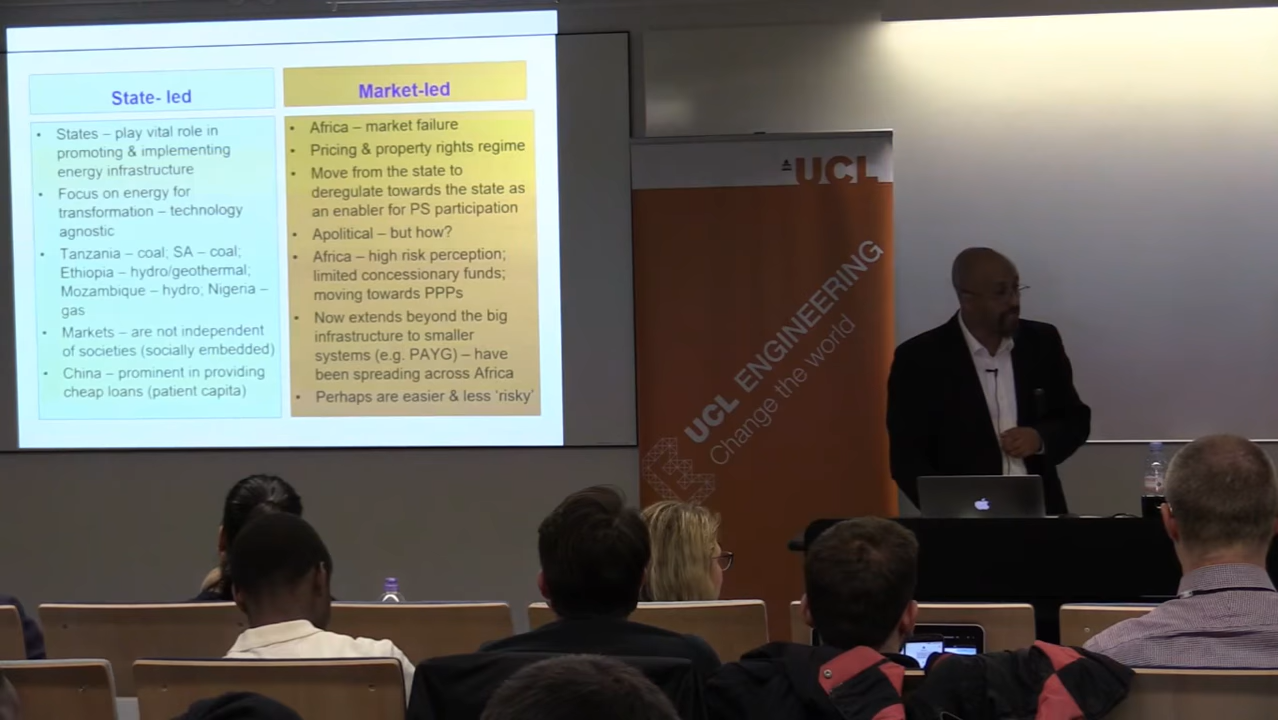 State- led
• States – play vital role in
promoting & implementing
energy infrastructure
• Focus on energy for
transformation – technology
agnostic
• Tanzania – coal; SA – coal;
Ethiopia – hydro/geothermal;
Mozambique – hydro; Nigeria –
gas
• Markets – are not independent
of societies (socially embedded)
• China – prominent in providing
cheap loans (patient capita)
Market-led
• Africa – market failure
• Pricing & property rights regime
• Move from the state to
deregulate towards the state as
an enabler for PS participation
• Apolitical – but how?
• Africa – high risk perception;
limited concessionary funds;
moving towards PPPs
• Now extends beyond the big
infrastructure to smaller
systems (e.g. PAYG) – have
been spreading across Africa
• Perhaps are easier & less ‘risky’
UCL
UCL ENGINEERING
Change the world